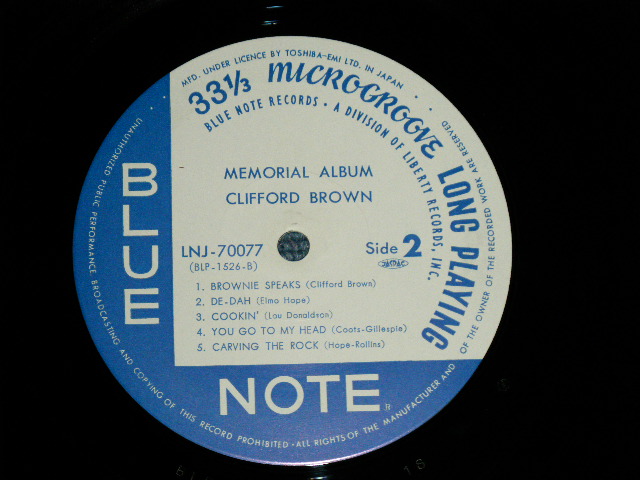 MFD. UNDER LICENCE BY TOSHIBA-EMI LTD. IN JAPAN
33⅓ MICROGROOVE LONG PLAYING
BLUE NOTE RECORDS • A DIVISION OF LIBERTY RECORDS, INC.
MEMORIAL ALBUM
CLIFFORD BROWN
LNJ-70077
(BLP-1526-B)
Side 2
JASRAC
1. BROWNIE SPEAKS (Clifford Brown)
2. DE-DAH (Elmo Hope)
3. COOKIN' (Lou Donaldson)
4. YOU GO TO MY HEAD (Coots-Gillespie)
5. CARVING THE ROCK (Hope-Rollins)
BLUE
NOTE
UNAUTHORIZED PUBLIC PERFORMANCE BROADCASTING AND COPYING OF THIS RECORD PROHIBITED • ALL RIGHTS OF THE MANUFACTURER AND OF THE OWNER OF THE RECORDED WORK ARE RESERVED